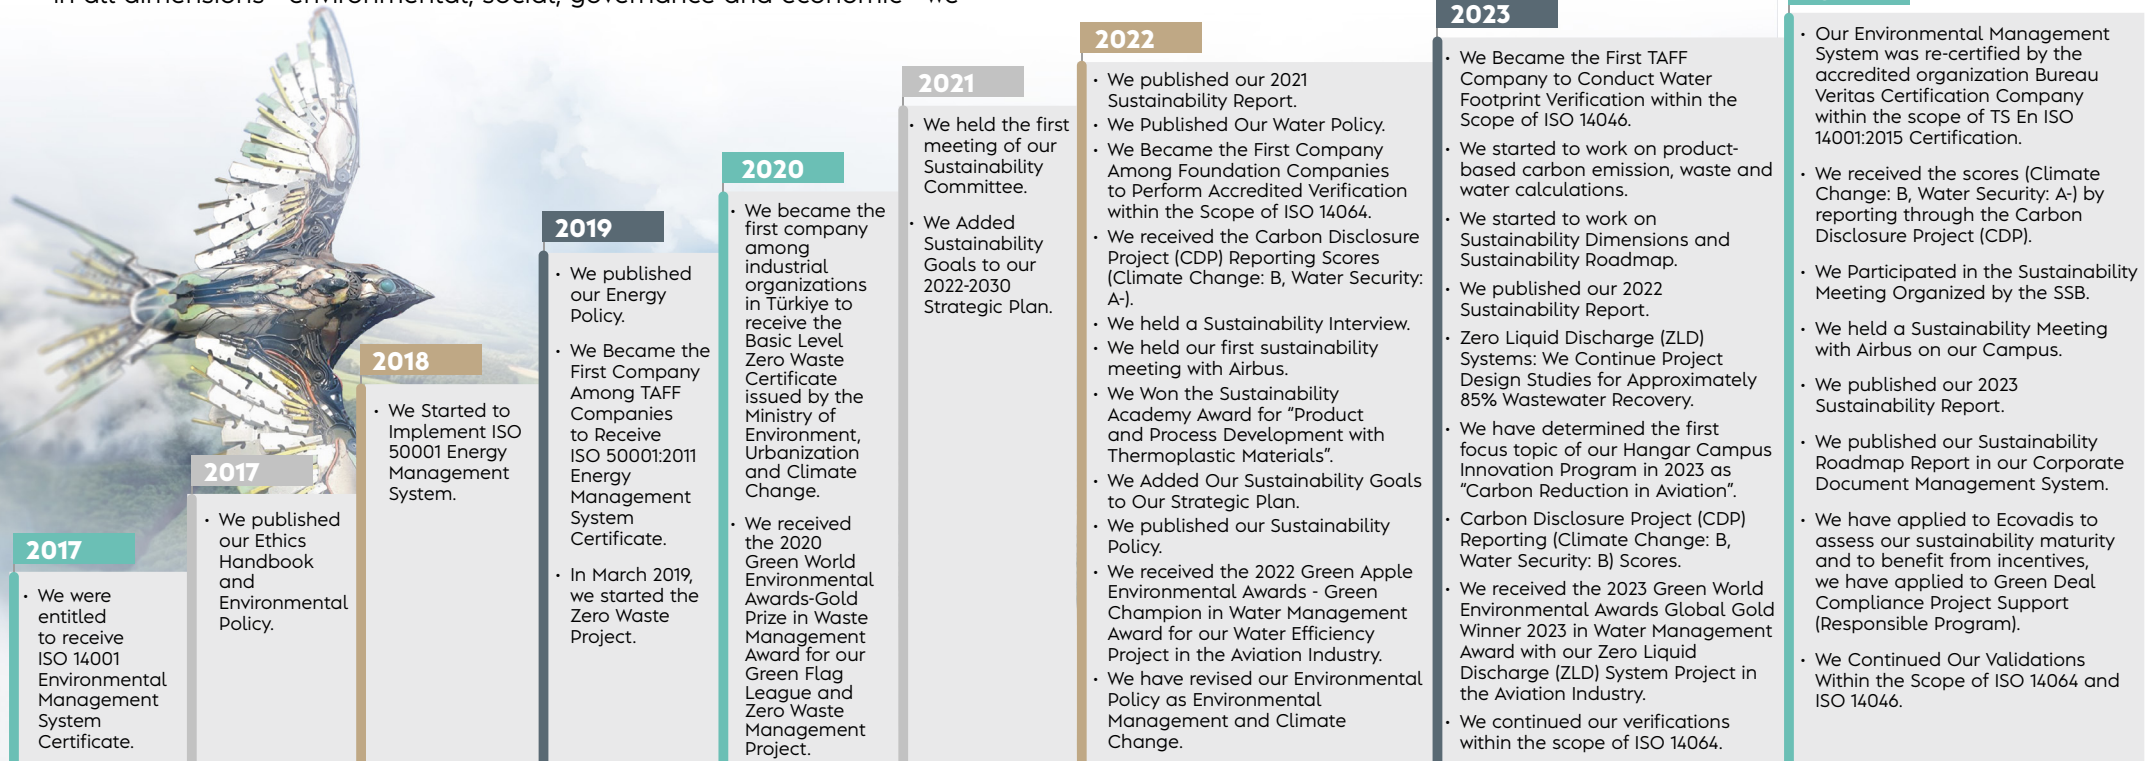 in all dimensions - environmental, social, governance and economic - we
2017
• We were
entitled
to receive
ISO 14001
Environmental
Management
System
Certificate.
2017
• We published
our Ethics
Handbook
and
Environmental
Policy.
2018
• We Started to
Implement ISO
50001 Energy
Management
System.
2019
• We published
our Energy
Policy.
• We Became the
First Company
Among TAFF
Companies
to Receive
ISO 50001:2011
Energy
Management
System
Certificate.
• In March 2019,
we started the
Zero Waste
Project.
2020
• We became the
first company
among
industrial
organizations
in Türkiye to
receive the
Basic Level
Zero Waste
Certificate
issued by the
Ministry of
Environment,
Urbanization
and Climate
Change.
• We received
the 2020
Green World
Environmental
Awards-Gold
Prize in Waste
Management
Award for our
Green Flag
League and
Zero Waste
Management
Project.
2021
• We held the first
meeting of our
Sustainability
Committee.
• We Added
Sustainability
Goals to our
2022-2030
Strategic Plan.
2022
• We published our 2021
Sustainability Report.
• We Published Our Water Policy.
• We Became the First Company
Among Foundation Companies
to Perform Accredited Verification
within the Scope of ISO 14064.
• We received the Carbon Disclosure
Project (CDP) Reporting Scores
(Climate Change: B, Water Security:
A-).
• We held a Sustainability Interview.
• We held our first sustainability
meeting with Airbus.
• We Won the Sustainability
Academy Award for "Product
and Process Development with
Thermoplastic Materials".
• We Added Our Sustainability Goals
to Our Strategic Plan.
• We published our Sustainability
Policy.
• We received the 2022 Green Apple
Environmental Awards - Green
Champion in Water Management
Award for our Water Efficiency
Project in the Aviation Industry.
• We have revised our Environmental
Policy as Environmental
Management and Climate
Change.
2023
• We Became the First TAFF
Company to Conduct Water
Footprint Verification within the
Scope of ISO 14046.
• We started to work on product-
based carbon emission, waste and
water calculations.
• We started to work on
Sustainability Dimensions and
Sustainability Roadmap.
• We published our 2022
Sustainability Report.
• Zero Liquid Discharge (ZLD)
Systems: We Continue Project
Design Studies for Approximately
85% Wastewater Recovery.
• We have determined the first
focus topic of our Hangar Campus
Innovation Program in 2023 as
"Carbon Reduction in Aviation".
• Carbon Disclosure Project (CDP)
Reporting (Climate Change: B,
Water Security: B) Scores.
• We received the 2023 Green World
Environmental Awards Global Gold
Winner 2023 in Water Management
Award with our Zero Liquid
Discharge (ZLD) System Project in
the Aviation Industry.
• We continued our verifications
within the scope of ISO 14064.
• Our Environmental Management
System was re-certified by the
accredited organization Bureau
Veritas Certification Company
within the scope of TS En ISO
14001:2015 Certification.
• We received the scores (Climate
Change: B, Water Security: A-) by
reporting through the Carbon
Disclosure Project (CDP).
• We Participated in the Sustainability
Meeting Organized by the SSB.
• We held a Sustainability Meeting
with Airbus on our Campus.
• We published our 2023
Sustainability Report.
• We published our Sustainability
Roadmap Report in our Corporate
Document Management System.
• We have applied to Ecovadis to
assess our sustainability maturity
and to benefit from incentives,
we have applied to Green Deal
Compliance Project Support
(Responsible Program).
• We Continued Our Validations
Within the Scope of ISO 14064 and
ISO 14046.